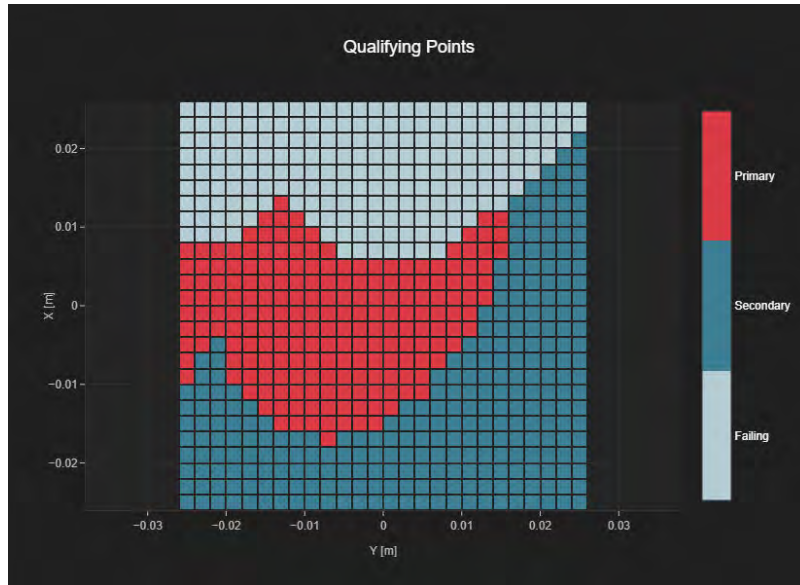 Qualifying Points
X [m]
0.02
0.01
0
−0.01
−0.02
−0.03
−0.02
−0.01
0
0.01
0.02
0.03
Y [m]
Primary
Secondary
Failing